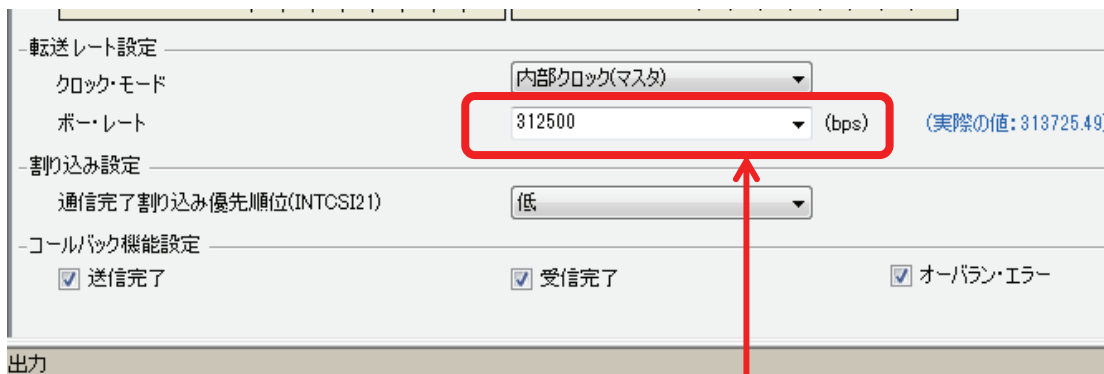 転送レート設定
クロック・モード 内部クロック(マスタ)
ボー・レート 312500 (bps) (実際の値:313725.49)
割り込み設定
通信完了割り込み優先順位(INTCSI21) 低
コールバック機能設定
送信完了 受信完了 オーバラン・エラー
出力